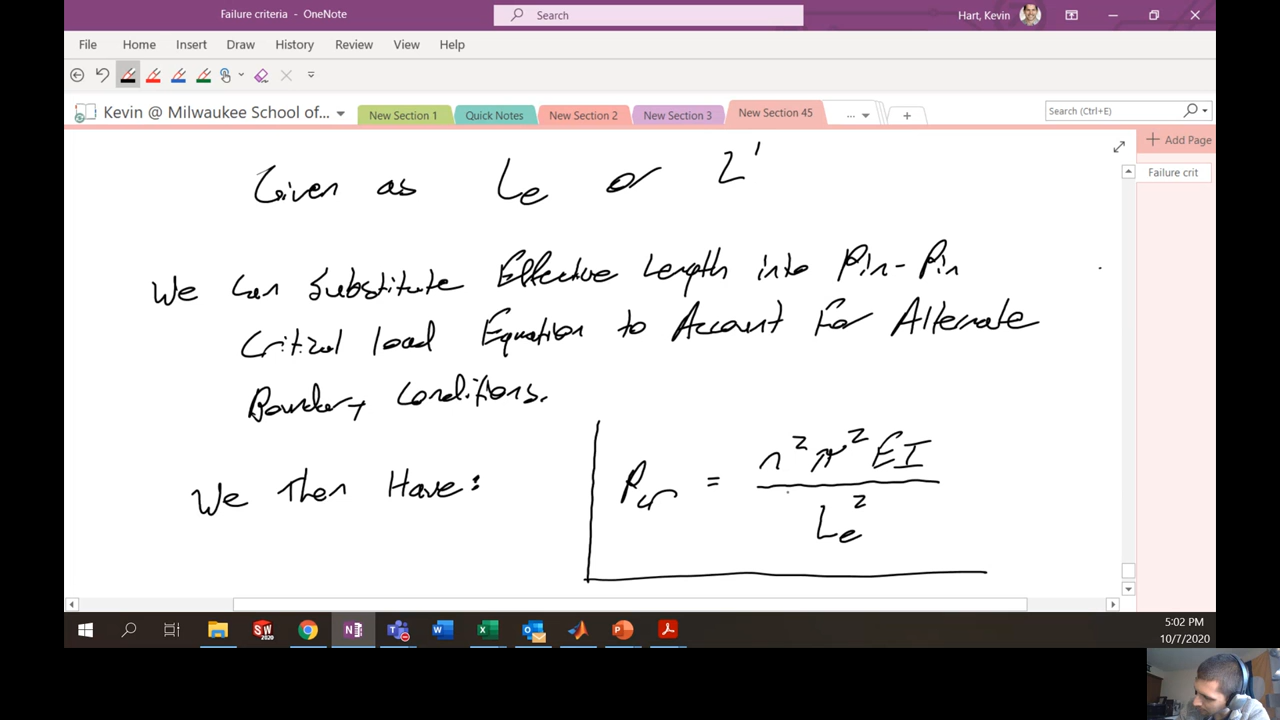 Failure criteria - OneNote
Search
Hart, Kevin
File Home Insert Draw History Review View Help
Kevin @ Milwaukee School of...
New Section 1
Quick Notes
New Section 2
New Section 3
New Section 45
...
Search (Ctrl+E)
Add Page
Failure crit
Given as Le or L'
We Can Substitute Effective Length into Pin-Pin
Critical load Equation to Account For Alternate
Boundary Conditions.
We Then Have:
Pcr = n²π²EI / Le²
SW
2020
5:02 PM
10/7/2020